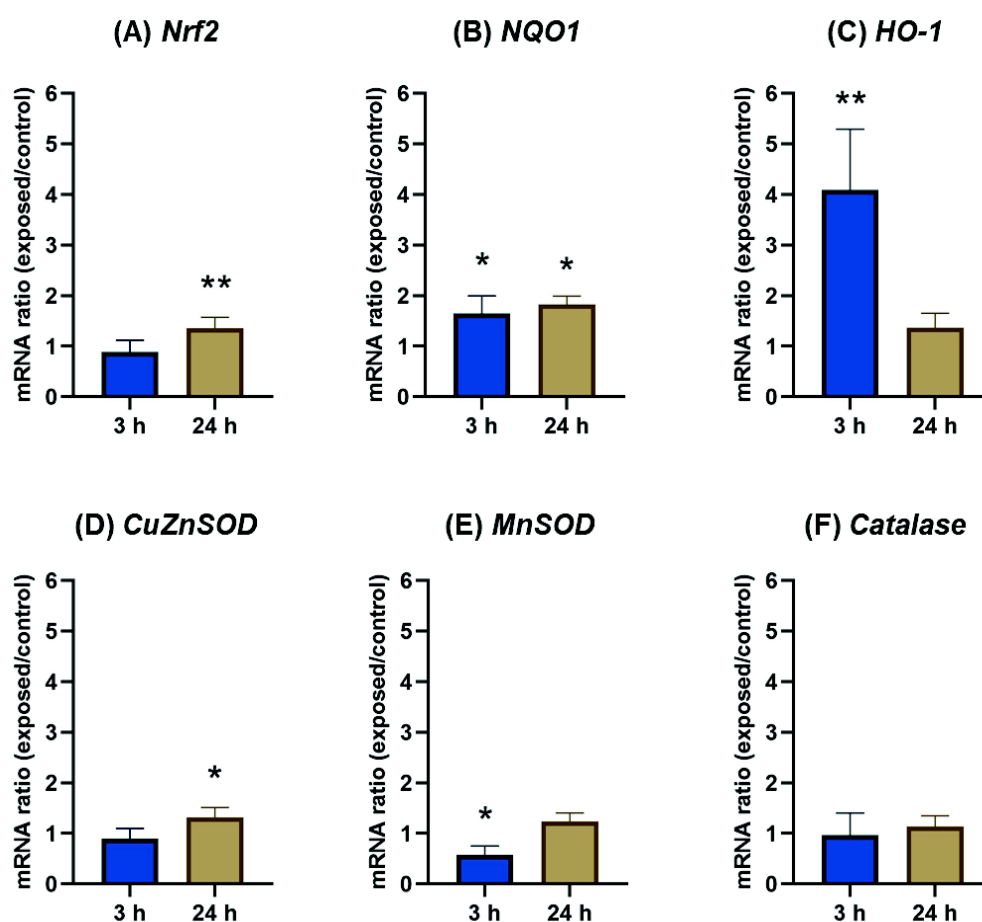 (A) Nrf2
mRNA ratio (exposed/control)
6
5
4
3
2
1
0
**
3 h 24 h
(B) NQO1
mRNA ratio (exposed/control)
6
5
4
3
2
1
0
* *
3 h 24 h
(C) HO-1
mRNA ratio (exposed/control)
6
5
4
3
2
1
0
**
3 h 24 h
(D) CuZnSOD
mRNA ratio (exposed/control)
6
5
4
3
2
1
0
*
3 h 24 h
(E) MnSOD
mRNA ratio (exposed/control)
6
5
4
3
2
1
0
*
3 h 24 h
(F) Catalase
mRNA ratio (exposed/control)
6
5
4
3
2
1
0
3 h 24 h